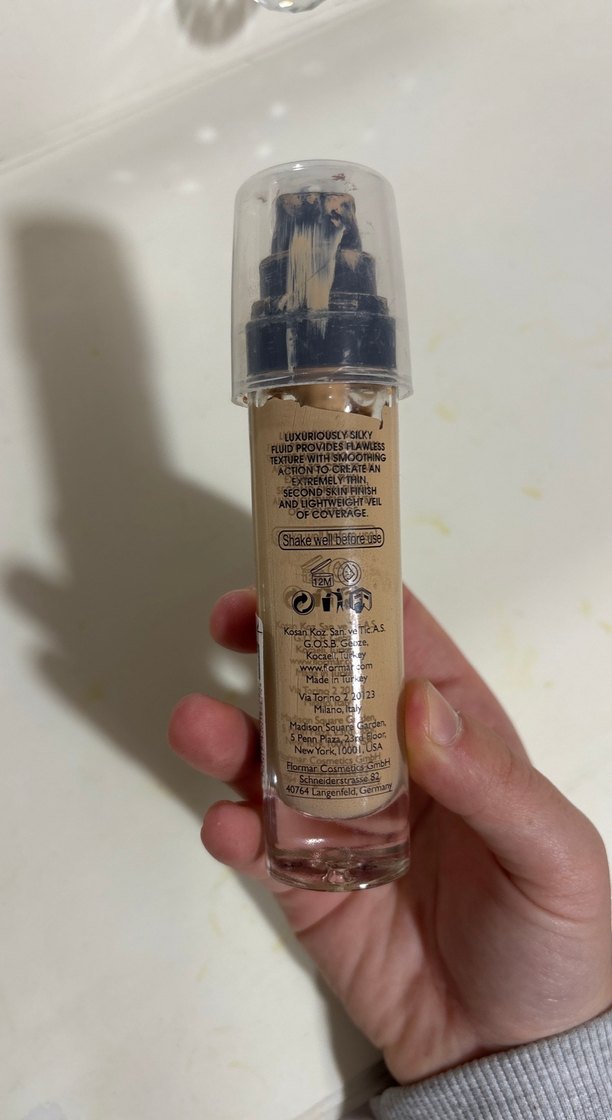 LUXURIOUSLY SILKY
FLUID PROVIDES FLAWLESS
TEXTURE WITH SMOOTHING
ACTION TO CREATE AN
EXTREMELY THIN,
SECOND SKIN FINISH
AND LIGHTWEIGHT VEIL
OF COVERAGE.
Shake well before use
12M
Kosan Koz. San. ve Tic. A.S.
G.O.S.B. Gebze,
Kocaeli, Turkey
www.flormar.com
Made in Turkey
Via Torino 2 20123
Milano, Italy
Madison Square Garden,
5 Penn Plaza, 23rd Floor,
New York,10001, USA
Flormar Cosmetics GmbH
Schneiderstrasse 82
40764 Langenfeld, Germany